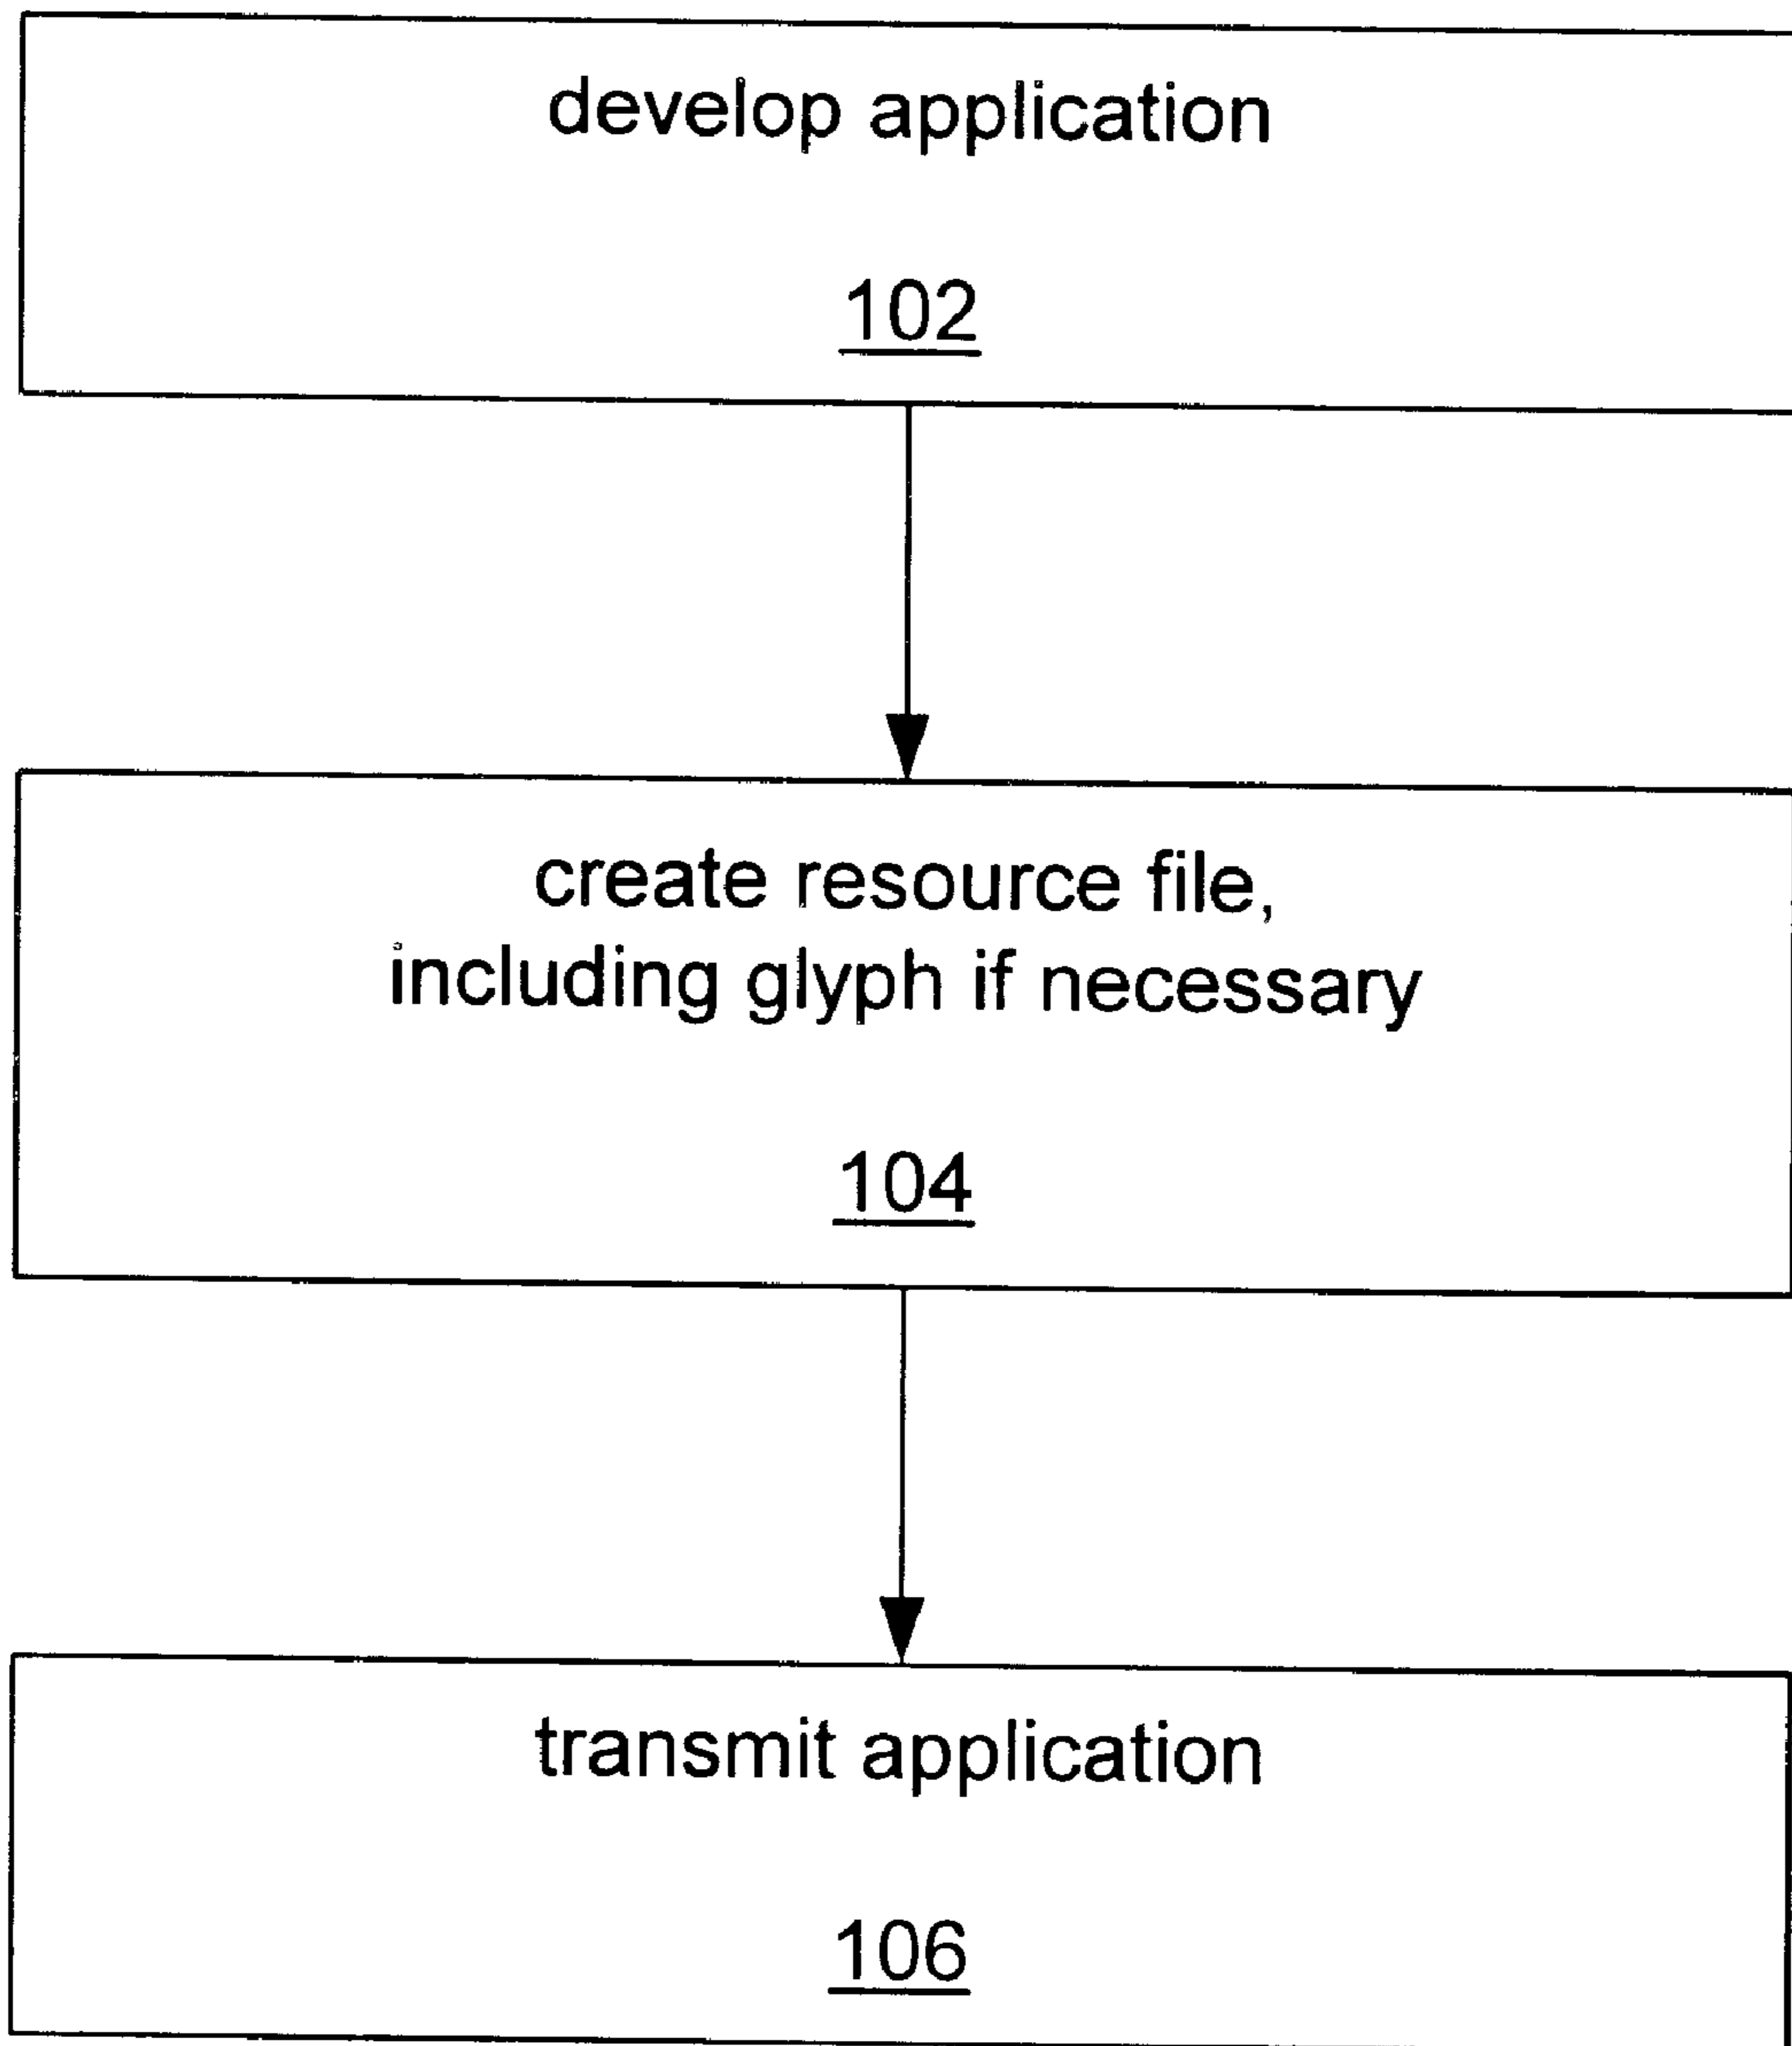 develop application
102
create resource file,
including glyph if necessary
104
transmit application
106